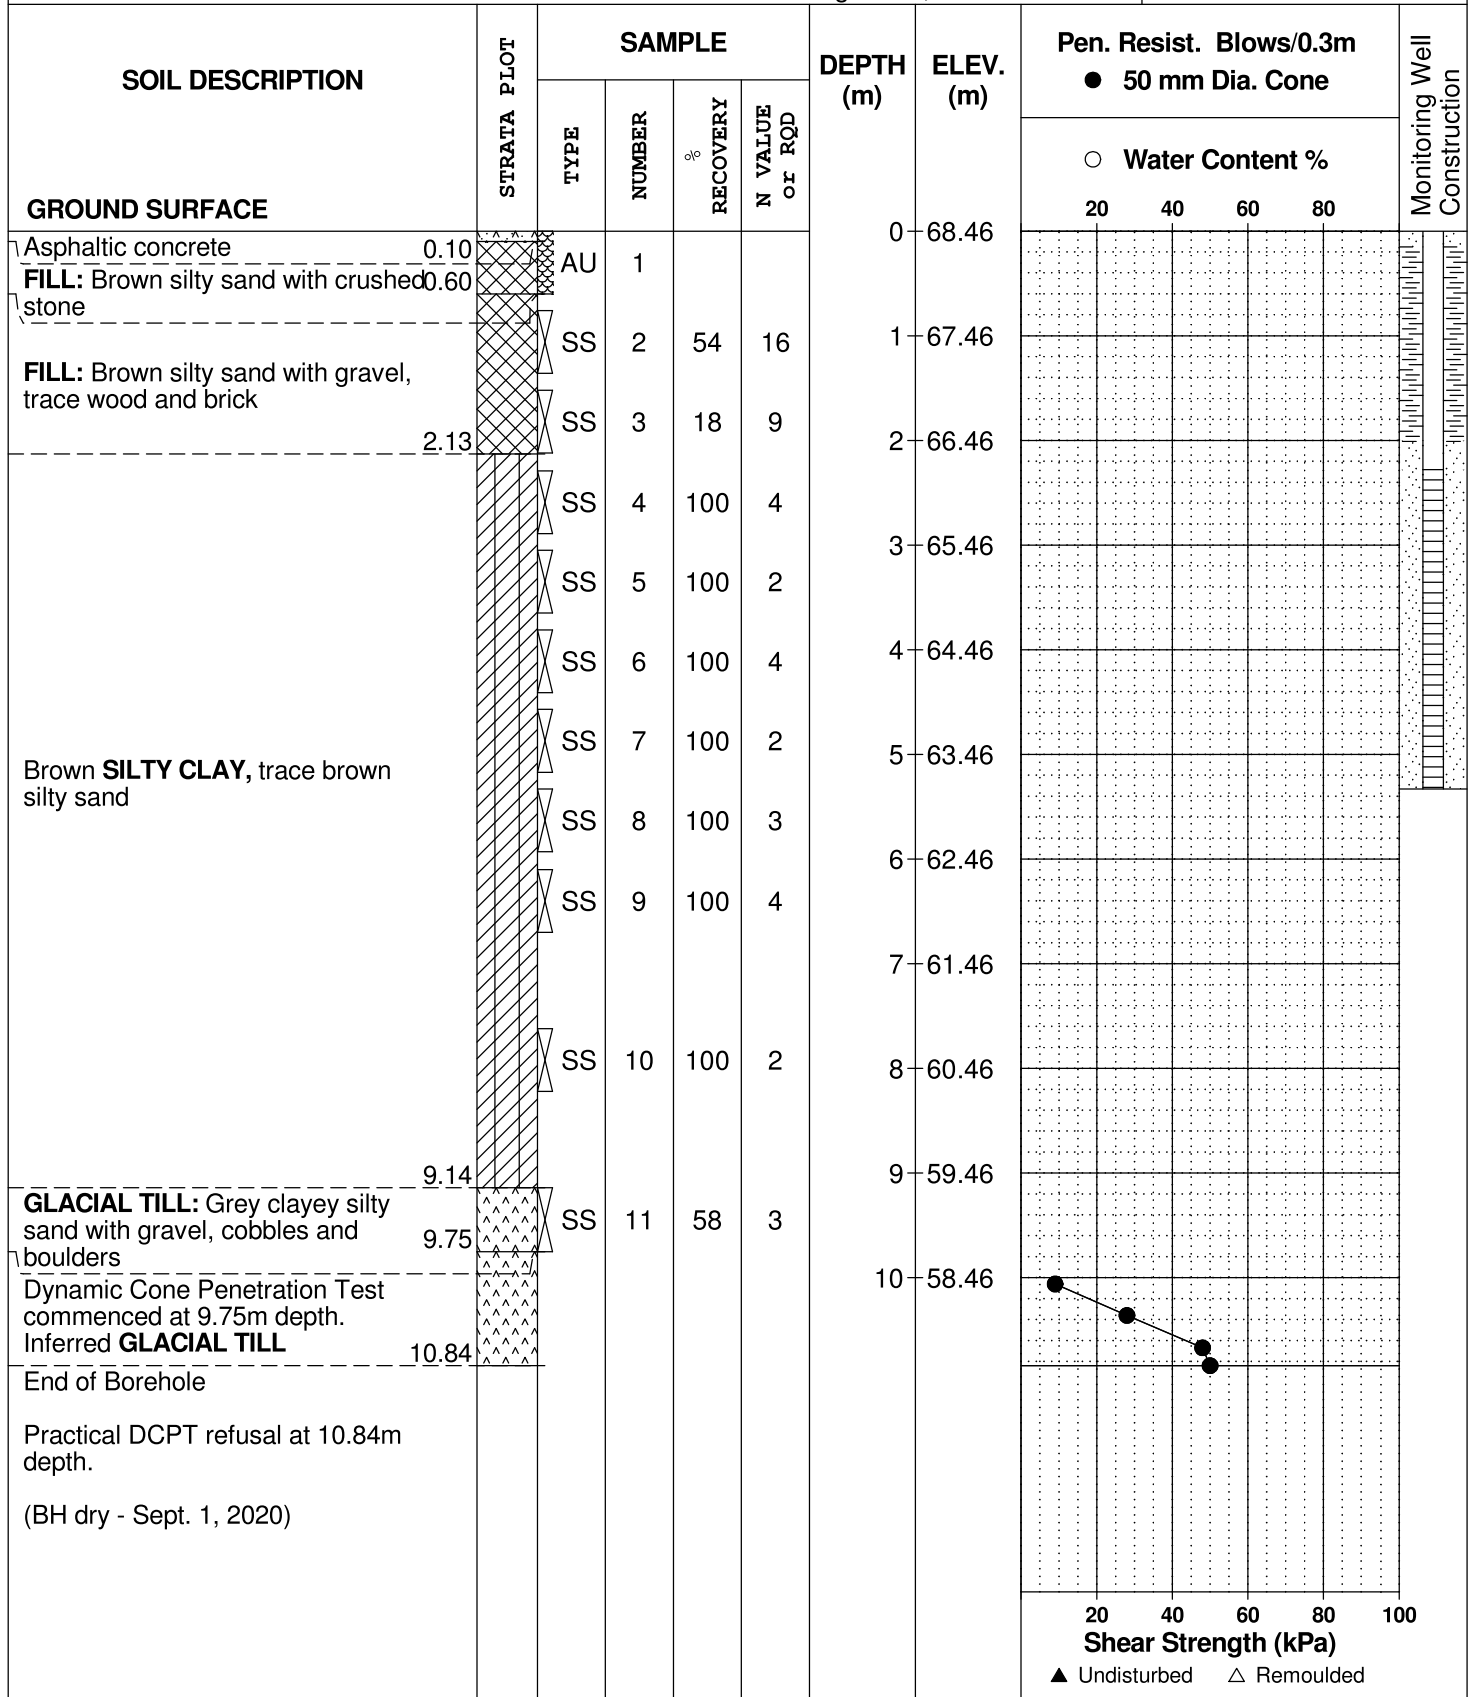 SOIL DESCRIPTION
GROUND SURFACE
STRATA PLOT
SAMPLE
TYPE
NUMBER
% RECOVERY
N VALUE or RQD
DEPTH (m)
ELEV. (m)
Pen. Resist. Blows/0.3m
● 50 mm Dia. Cone
○ Water Content %
20 40 60 80
Monitoring Well Construction
0 68.46
Asphaltic concrete 0.10
AU 1
FILL: Brown silty sand with crushed 0.60
stone
SS 2 54 16
1 67.46
FILL: Brown silty sand with gravel,
trace wood and brick
SS 3 18 9
2.13
2 66.46
SS 4 100 4
3 65.46
SS 5 100 2
4 64.46
SS 6 100 4
SS 7 100 2
5 63.46
Brown SILTY CLAY, trace brown
silty sand
SS 8 100 3
6 62.46
SS 9 100 4
7 61.46
SS 10 100 2
8 60.46
9.14
9 59.46
GLACIAL TILL: Grey clayey silty
sand with gravel, cobbles and
boulders
9.75
SS 11 58 3
10 58.46
Dynamic Cone Penetration Test
commenced at 9.75m depth.
Inferred GLACIAL TILL
10.84
End of Borehole
Practical DCPT refusal at 10.84m
depth.
(BH dry - Sept. 1, 2020)
20 40 60 80 100
Shear Strength (kPa)
▲ Undisturbed △ Remoulded